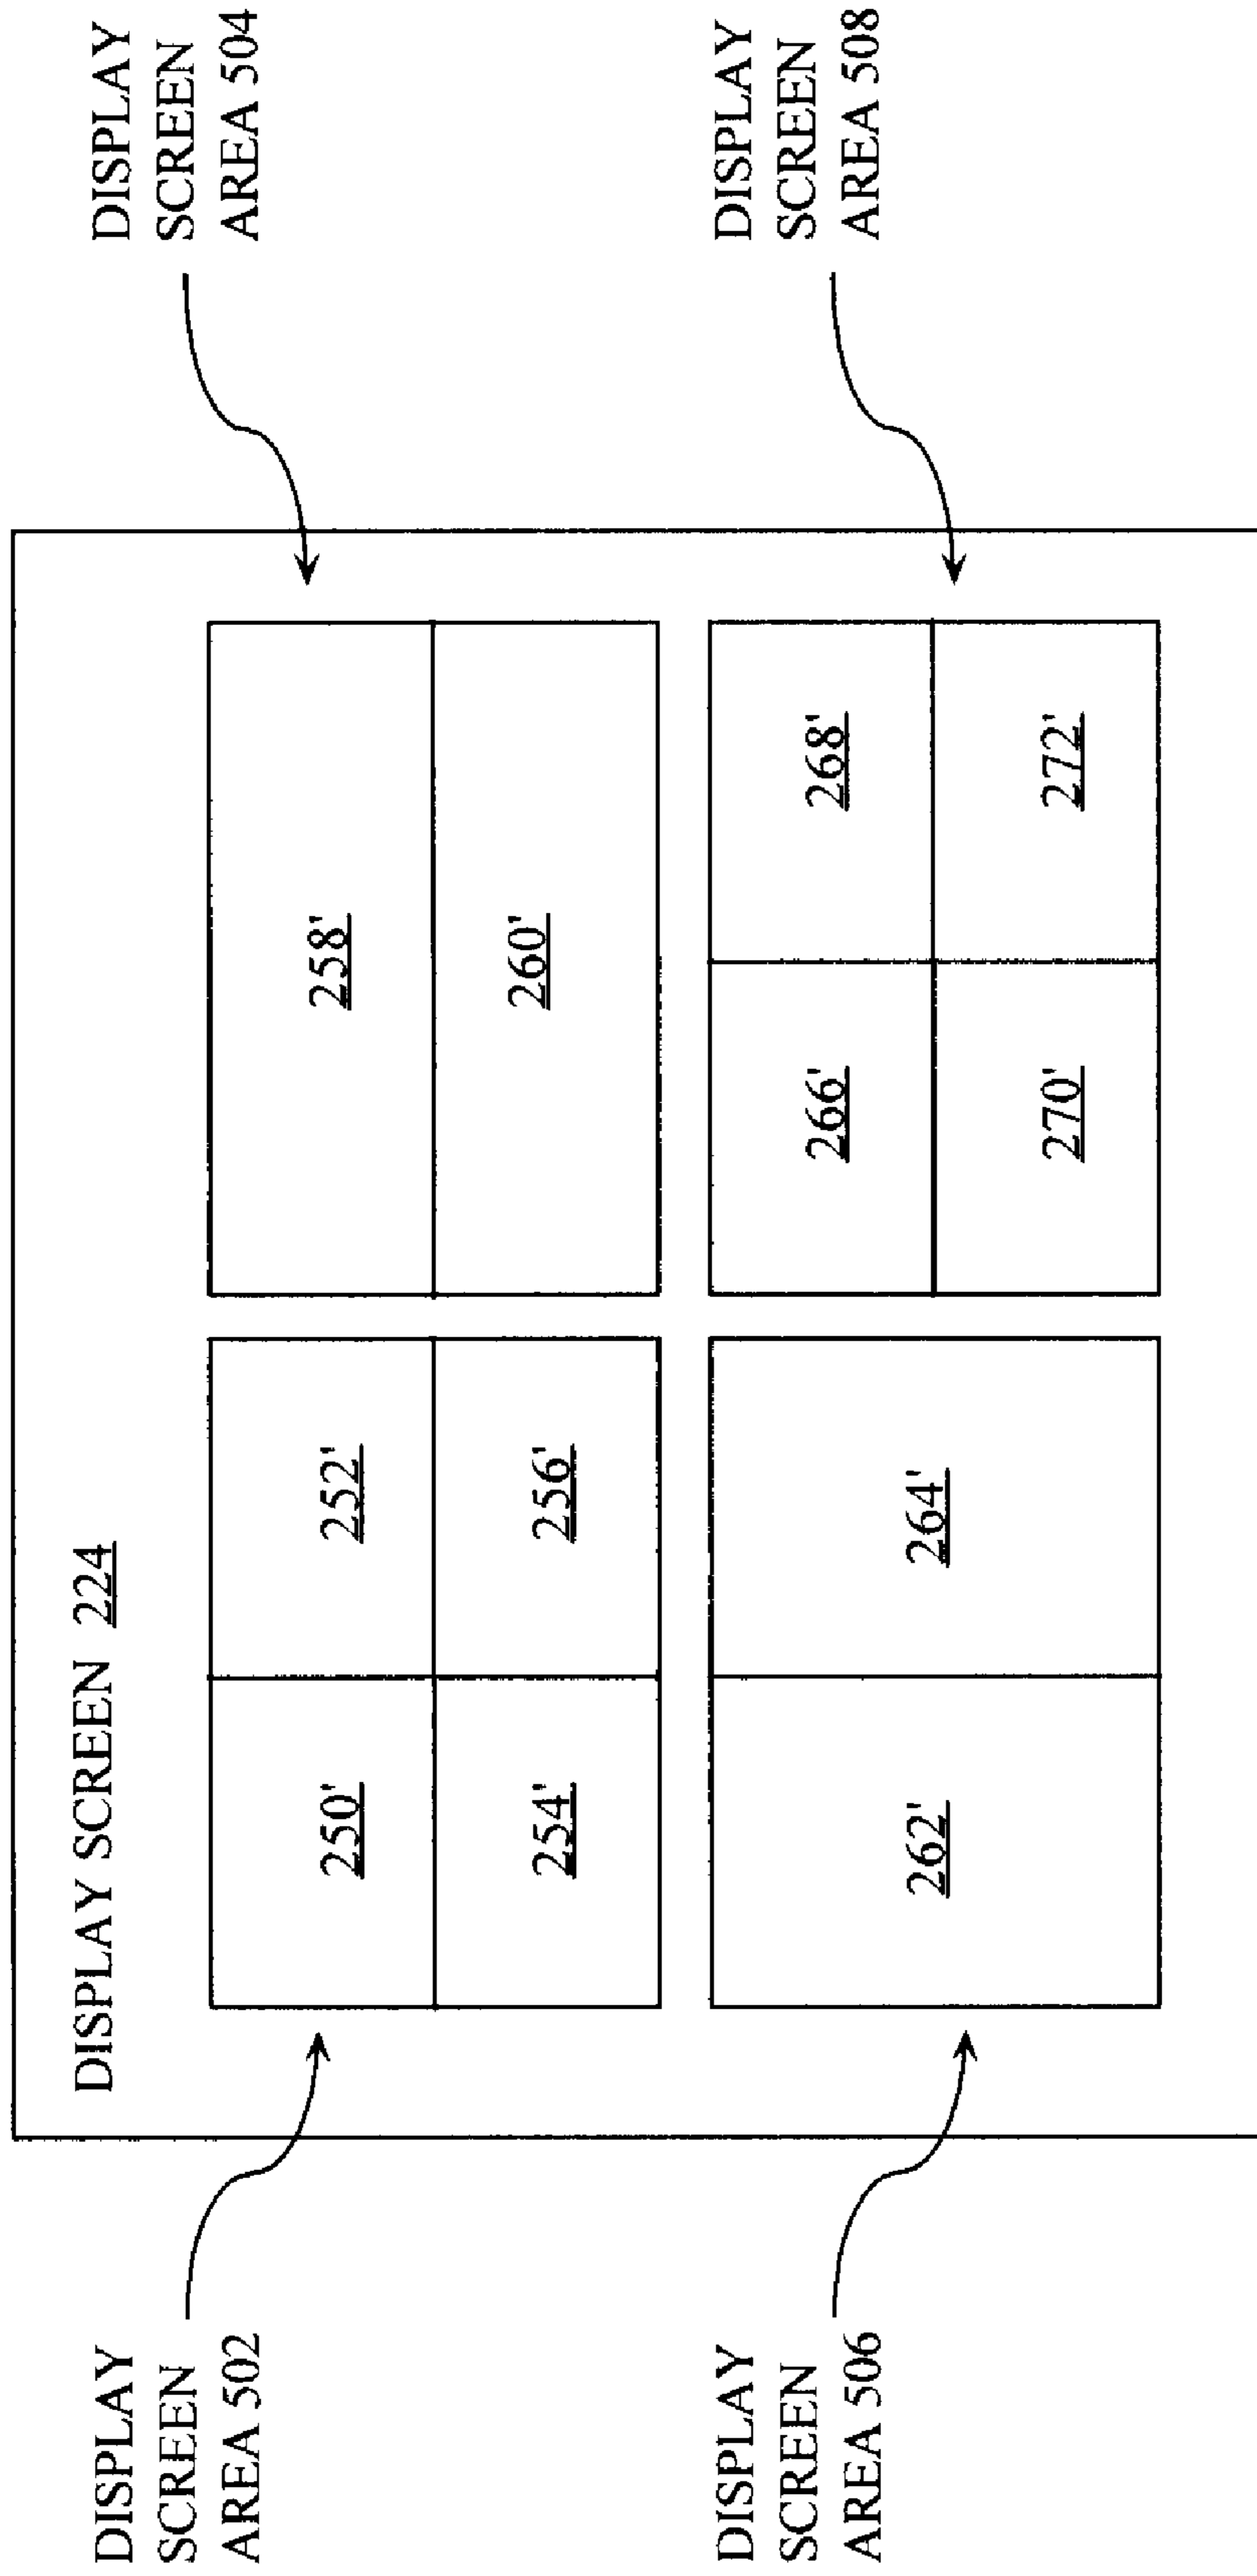 DISPLAY SCREEN 224
DISPLAY
SCREEN
AREA 502
250'
252'
254'
256'
DISPLAY
SCREEN
AREA 504
258'
260'
DISPLAY
SCREEN
AREA 506
262'
264'
DISPLAY
SCREEN
AREA 508
266'
268'
270'
272'